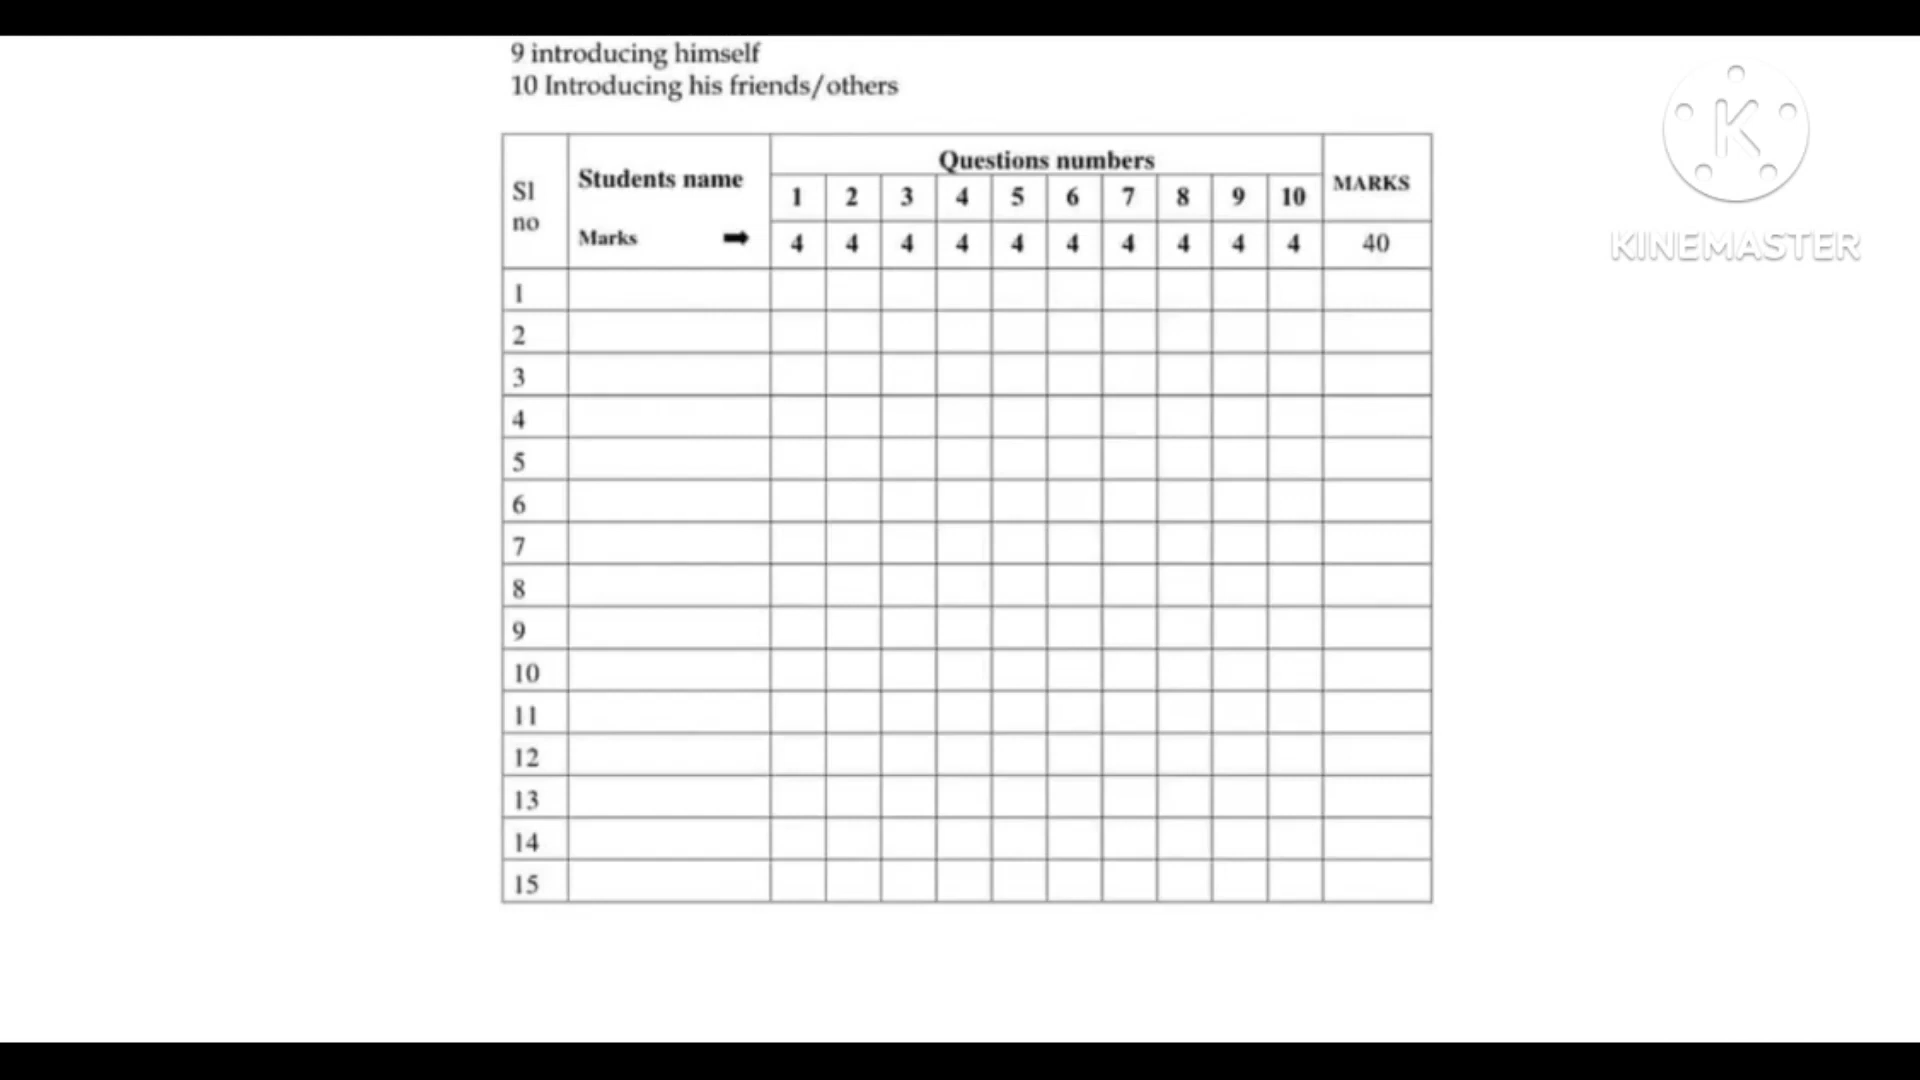 9 introducing himself
10 Introducing his friends/others
Sl no Students name Questions numbers MARKS
1 2 3 4 5 6 7 8 9 10
Marks ➡ 4 4 4 4 4 4 4 4 4 4 40
1
2
3
4
5
6
7
8
9
10
11
12
13
14
15
K
KINEMASTER